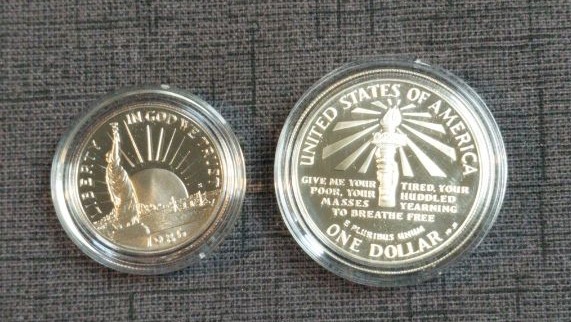 LIBERTY
IN GOD WE TRUST
1986
UNITED STATES OF AMERICA
GIVE ME YOUR TIRED, YOUR
POOR, YOUR HUDDLED
MASSES YEARNING
TO BREATHE FREE
E PLURIBUS UNUM
ONE DOLLAR